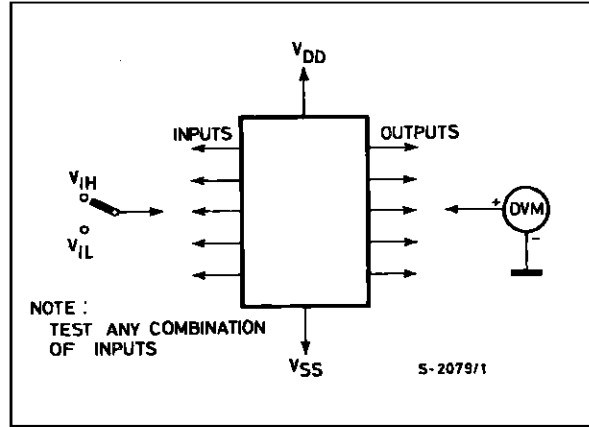 VDD
INPUTS
OUTPUTS
VIH
VIL
+
DVM
-
NOTE :
TEST ANY COMBINATION
OF INPUTS
VSS
S-2079/1